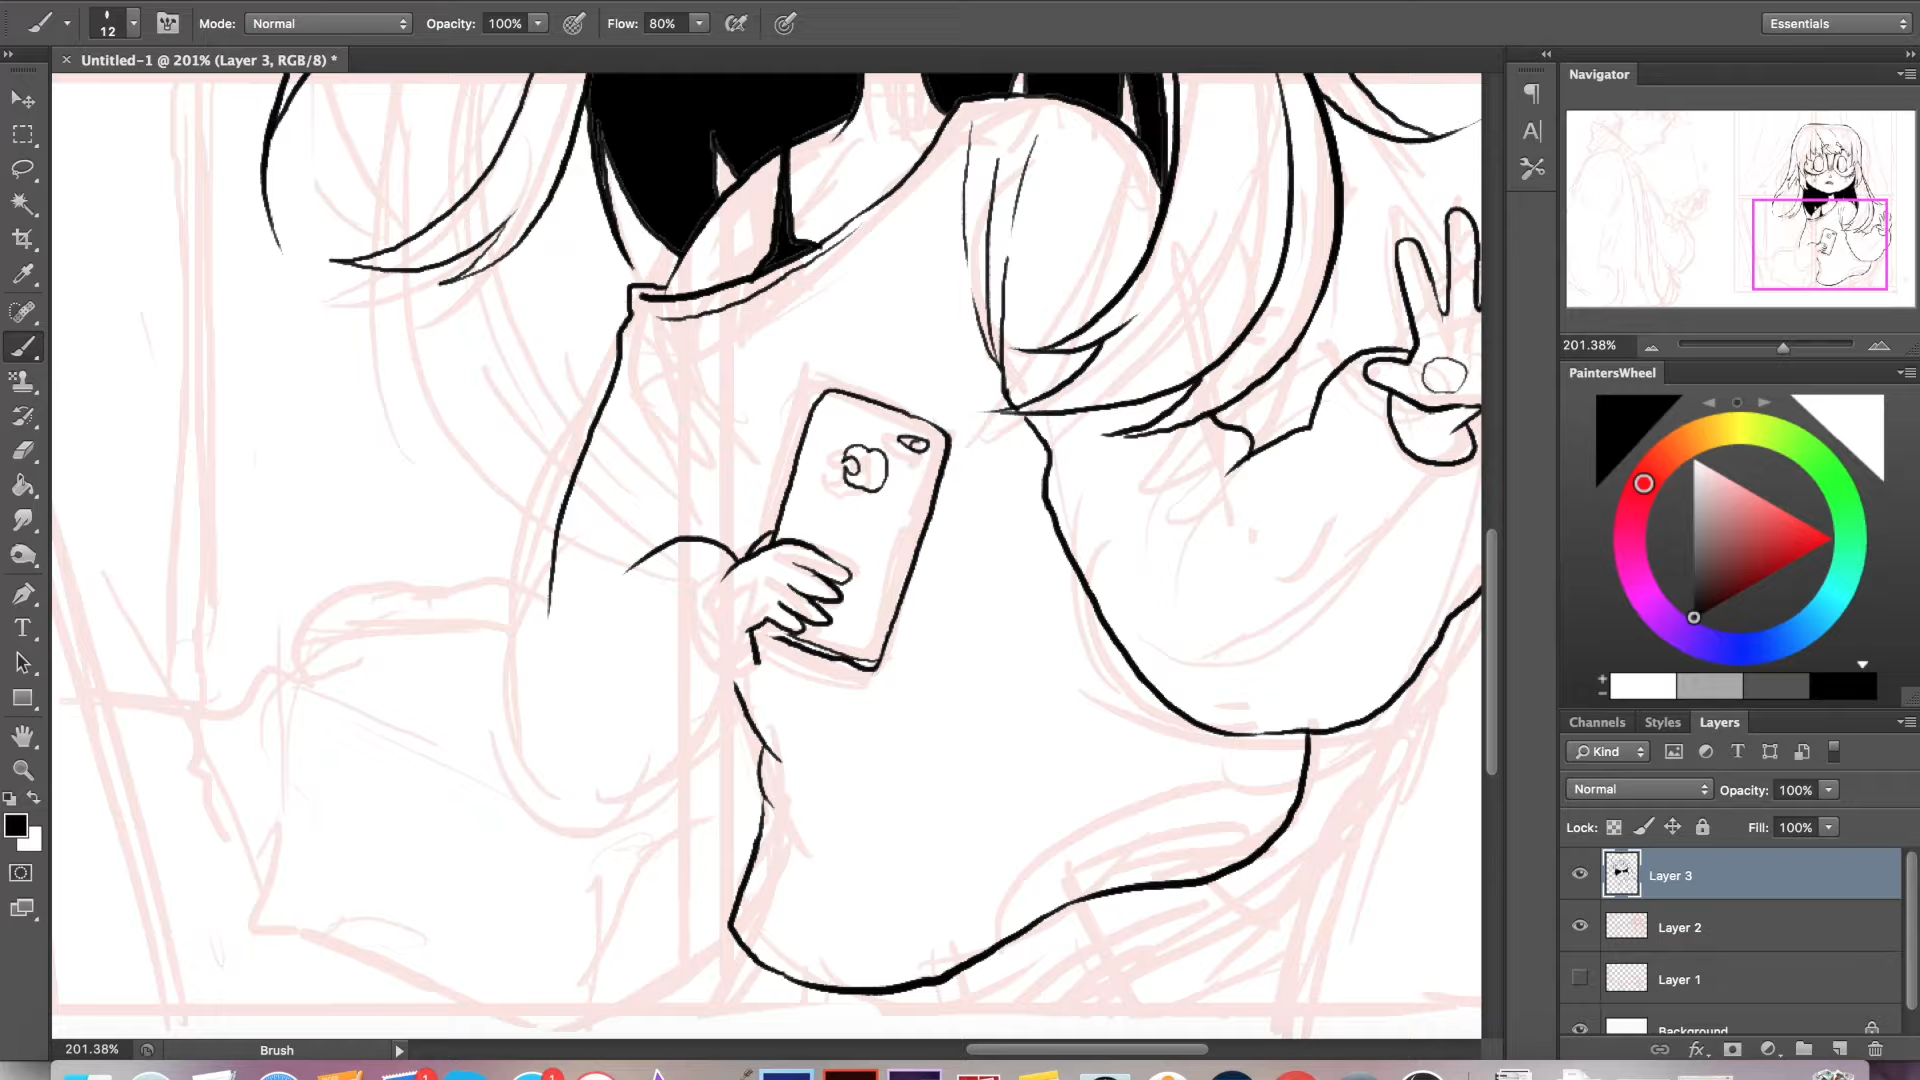 12
Mode: Normal
Opacity: 100%
Flow: 80%
Essentials
Untitled-1 @ 201% (Layer 3, RGB/8) *
Navigator
201.38%
PaintersWheel
Channels Styles Layers
Kind
Normal
Opacity: 100%
Lock:
Fill: 100%
Layer 3
Layer 2
Layer 1
Background
201.38%
Brush
1
1